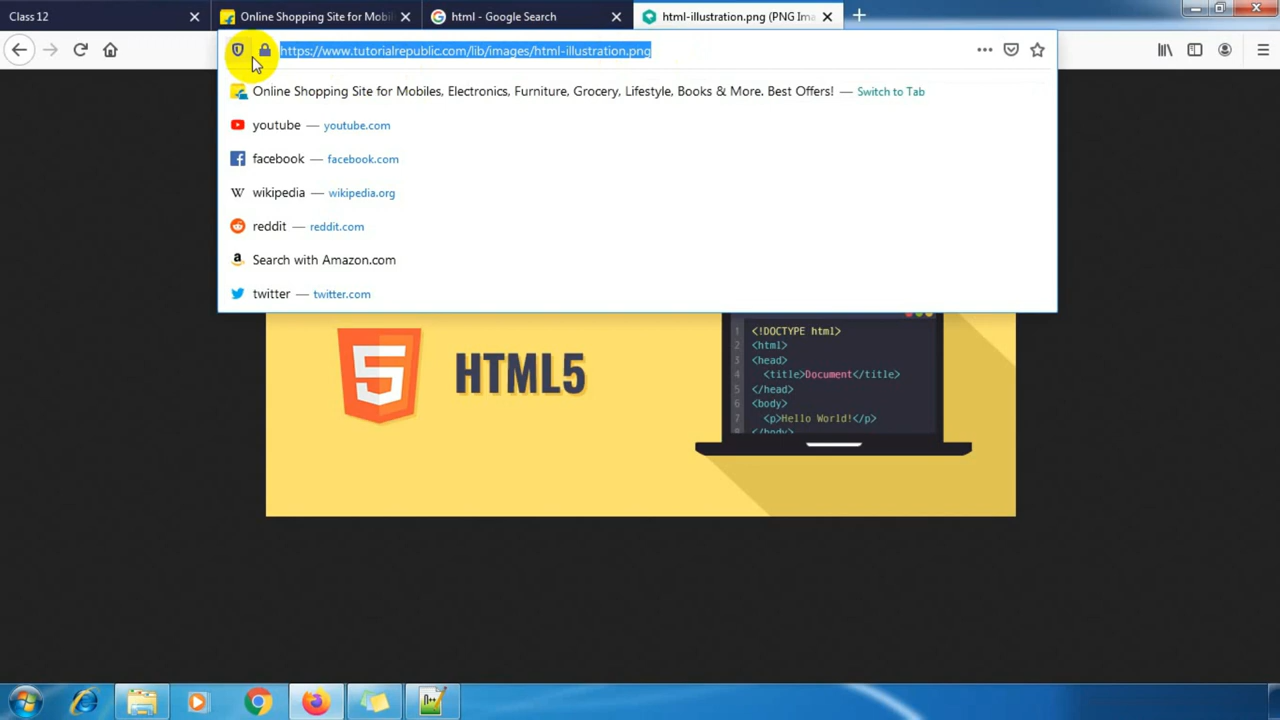 Class 12
Online Shopping Site for Mobil
html - Google Search
html-illustration.png (PNG Ima
https://www.tutorialrepublic.com/lib/images/html-illustration.png
Online Shopping Site for Mobiles, Electronics, Furniture, Grocery, Lifestyle, Books & More. Best Offers! — Switch to Tab
youtube — youtube.com
facebook — facebook.com
W wikipedia — wikipedia.org
reddit — reddit.com
a Search with Amazon.com
twitter — twitter.com
5 HTML5
1 <!DOCTYPE html>
2 <html>
3 <head>
4 <title>Document</title>
5 </head>
6 <body>
7 <p>Hello World!</p>
8 </body>